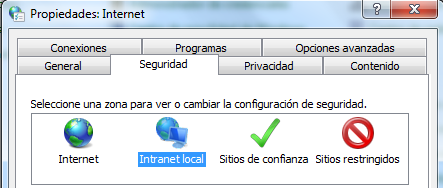 Propiedades: Internet
Conexiones Programas Opciones avanzadas
General Seguridad Privacidad Contenido
Seleccione una zona para ver o cambiar la configuración de seguridad.
Internet Intranet local Sitios de confianza Sitios restringidos